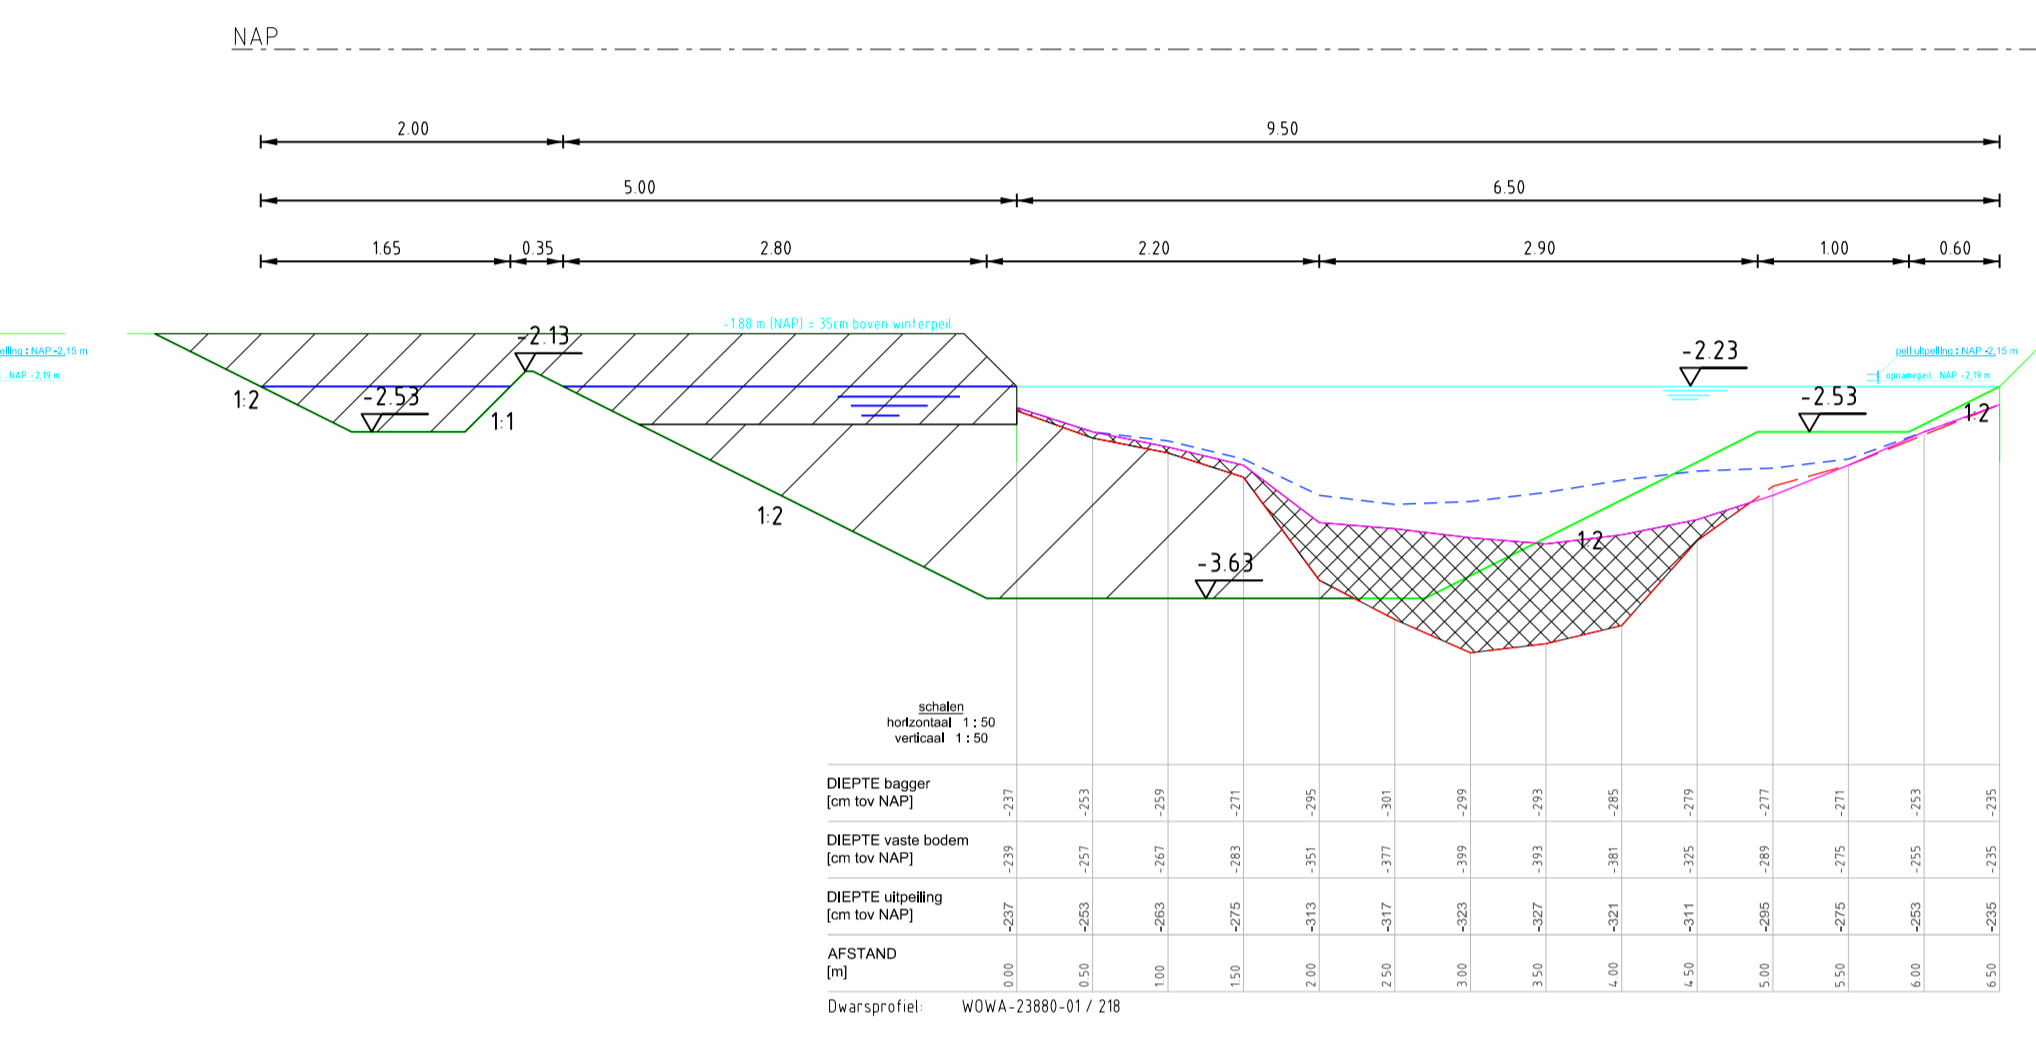 NAP
2.00 9.50
5.00 6.50
1.65 0.35 2.80 2.20 2.90 1.00 0.60
-1.88 m (NAP) = 35cm boven winterpeil
-2.13
-2.23
: NAP -2,15 m
peil uitpeiling : NAP -2,15 m
NAP -2,19 m
opnamepeil NAP -2,19 m
1:2
-2.53
1:1
-2.53
1:2
1:2
1:2
-3.63
schalen
horizontaal 1 : 50
verticaal 1 : 50
DIEPTE bagger
[cm tov NAP]
-237 -253 -259 -271 -295 -301 -299 -293 -285 -279 -277 -271 -253 -235
DIEPTE vaste bodem
[cm tov NAP]
-239 -257 -267 -283 -351 -377 -399 -393 -381 -325 -289 -275 -255 -235
DIEPTE uitpeiling
[cm tov NAP]
-237 -253 -263 -275 -313 -317 -323 -327 -321 -311 -295 -275 -253 -235
AFSTAND
[m]
0.00 0.50 1.00 1.50 2.00 2.50 3.00 3.50 4.00 4.50 5.00 5.50 6.00 6.50
Dwarsprofiel: WOWA-23880-01 / 218